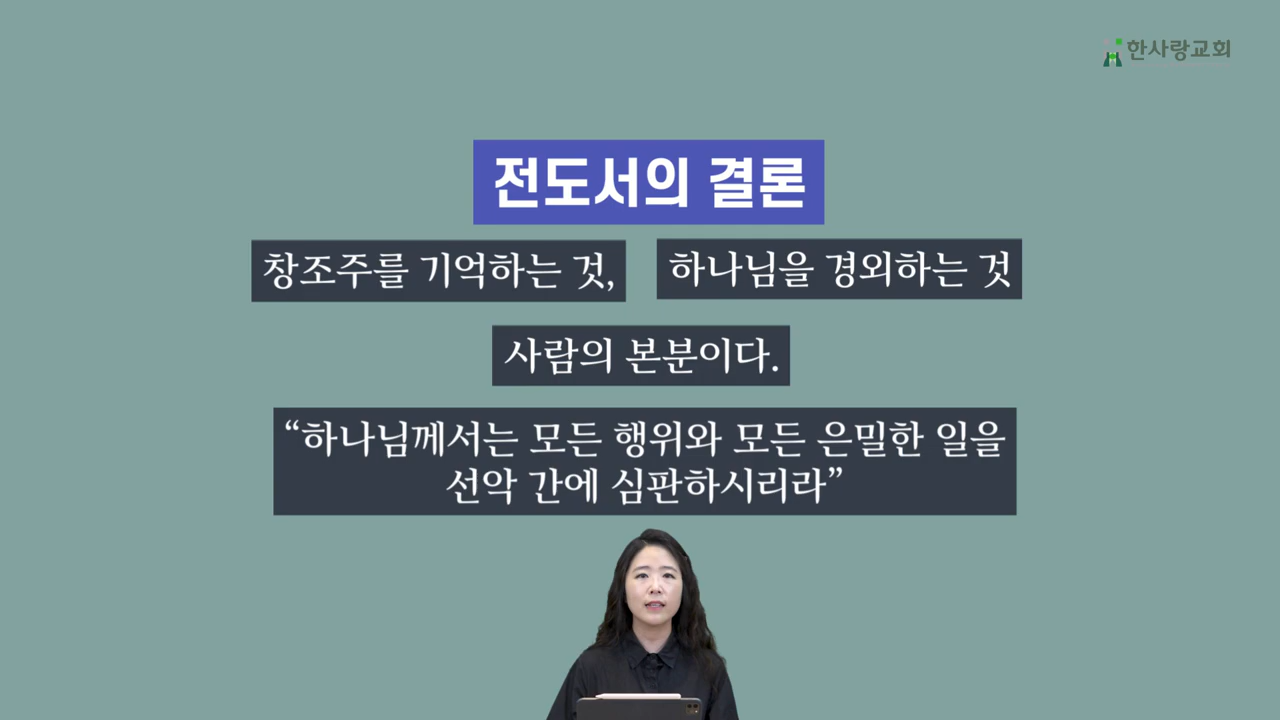 한사랑교회
전도서의 결론
창조주를 기억하는 것, 하나님을 경외하는 것
사람의 본분이다.
“하나님께서는 모든 행위와 모든 은밀한 일을
선악 간에 심판하시리라”